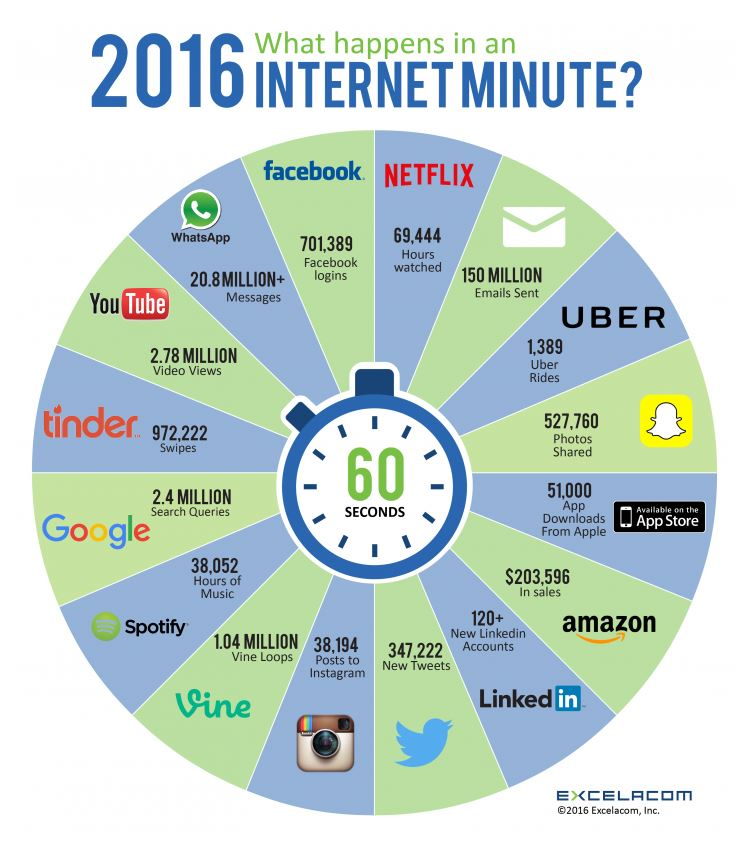 What happens in an
2016 INTERNET MINUTE?
facebook.
701,389
Facebook
logins
NETFLIX
69,444
Hours
watched
150 MILLION
Emails Sent
UBER
1,389
Uber
Rides
527,760
Photos
Shared
51,000
App
Downloads
From Apple
Available on the
App Store
$203,596
In sales
amazon
120+
New Linkedin
Accounts
Linked in
347,222
New Tweets
38,194
Posts to
Instagram
1.04 MILLION
Vine Loops
Vine
38,052
Hours of
Music
Spotify
2.4 MILLION
Search Queries
Google
972,222
Swipes
tinder
2.78 MILLION
Video Views
You Tube
WhatsApp
20.8 MILLION+
Messages
60
SECONDS
EXCELACOM
©2016 Excelacom, Inc.